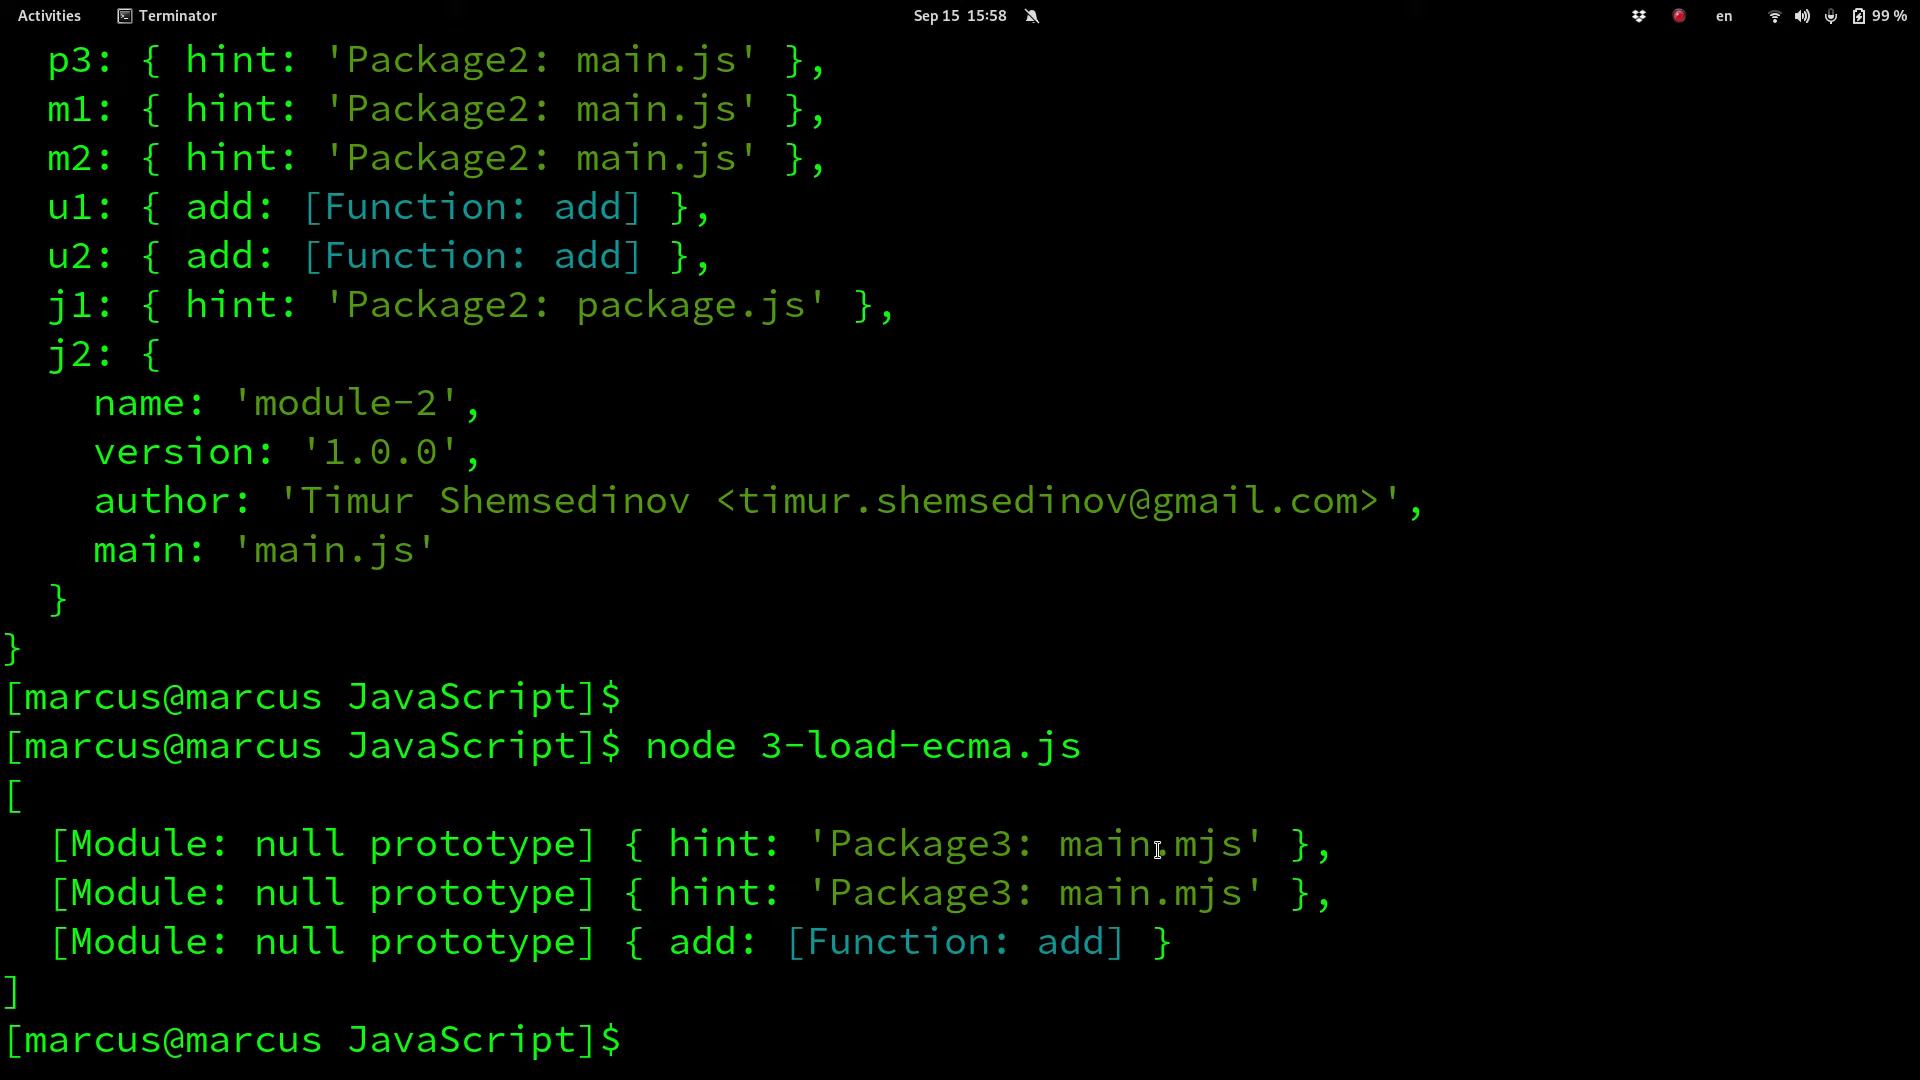 Activities Terminator Sep 15 15:58 en 99 %
p3: { hint: 'Package2: main.js' },
m1: { hint: 'Package2: main.js' },
m2: { hint: 'Package2: main.js' },
u1: { add: [Function: add] },
u2: { add: [Function: add] },
j1: { hint: 'Package2: package.js' },
j2: {
name: 'module-2',
version: '1.0.0',
author: 'Timur Shemsedinov <timur.shemsedinov@gmail.com>',
main: 'main.js'
}
}
[marcus@marcus JavaScript]$
[marcus@marcus JavaScript]$ node 3-load-ecma.js
[
[Module: null prototype] { hint: 'Package3: main.mjs' },
[Module: null prototype] { hint: 'Package3: main.mjs' },
[Module: null prototype] { add: [Function: add] }
]
[marcus@marcus JavaScript]$